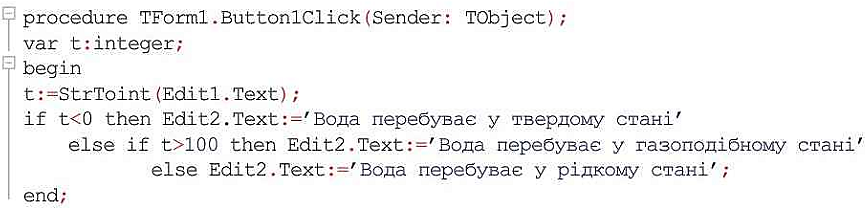 procedure TForm1.Button1Click(Sender: TObject);
var t:integer;
begin
t:=StrToint(Edit1.Text);
if t<0 then Edit2.Text:=’Вода перебуває у твердому стані’
else if t>100 then Edit2.Text:=’Вода перебуває у газоподібному стані’
else Edit2.Text:=’Вода перебуває у рідкому стані’;
end;